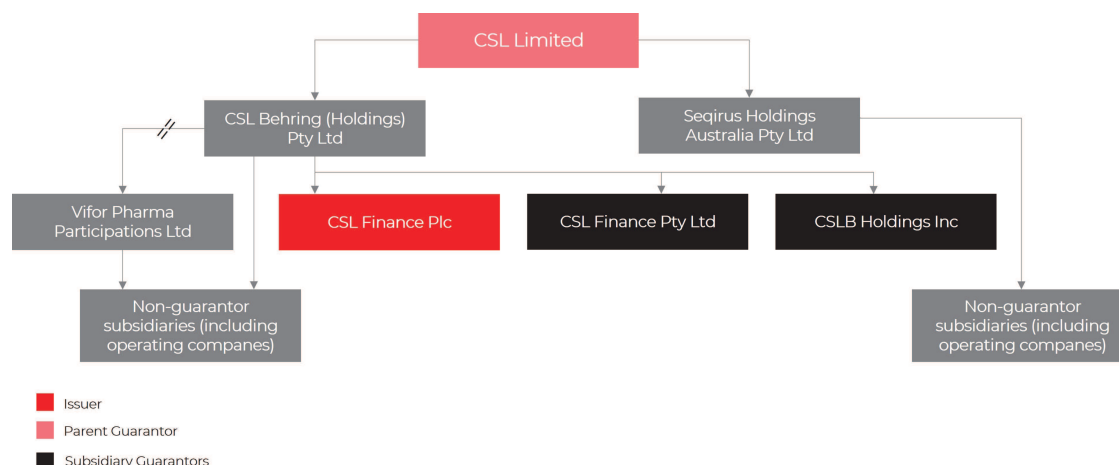 CSL Limited
CSL Behring (Holdings)
Pty Ltd
Seqirus Holdings
Australia Pty Ltd
Vifor Pharma
Participations Ltd
CSL Finance Plc
CSL Finance Pty Ltd
CSLB Holdings Inc
Non-guarantor
subsidiaries (including
operating companes)
Non-guarantor
subsidiaries (including
operating companes)
Issuer
Parent Guarantor
Subsidiary Guarantors